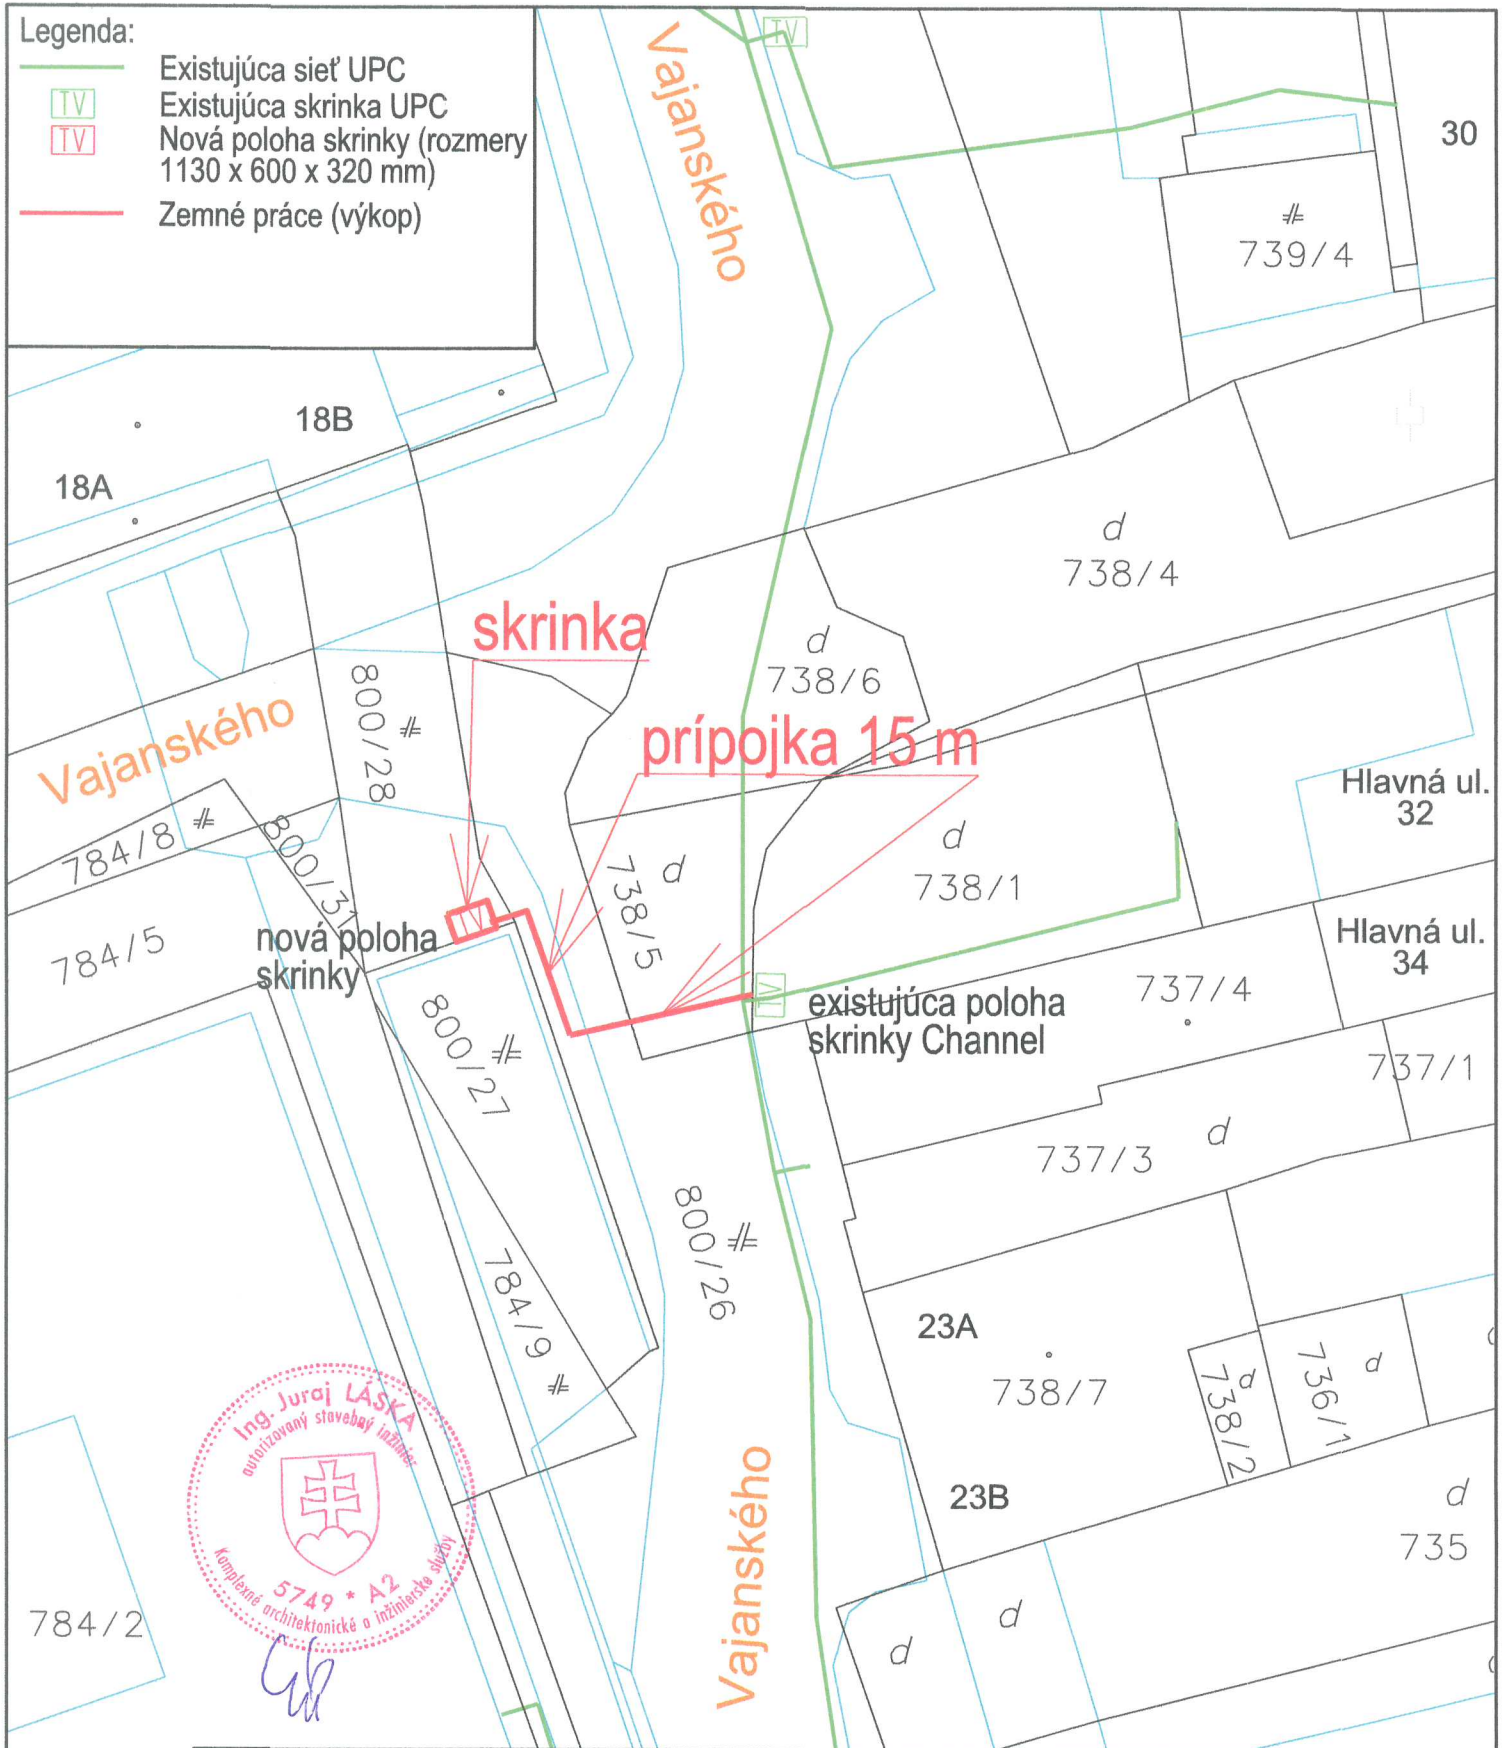 Legenda:
Existujúca sieť UPC
TV
Existujúca skrinka UPC
TV
Nová poloha skrinky (rozmery
1130 x 600 x 320 mm)
Zemné práce (výkop)
Vajanského
TV
30
739/4
18B
18A
d
738/4
skrinka
d
738/6
800/28
Vajanského
prípojka 15 m
Hlavná ul.
32
784/8
800/31
d
738/5
d
738/1
TV
nová poloha
skrinky
784/5
Hlavná ul.
34
TV
existujúca poloha
skrinky Channel
737/4
800/27
737/1
737/3
d
800/26
784/9
23A
738/7
d
738/2
736/1
d
Ing. Juraj LÁSKA
autorizovaný stavebný inžinier
5749 * A2
Komplexné architektonické a inžinierske služby
23B
Vajanského
d
735
784/2
d
d